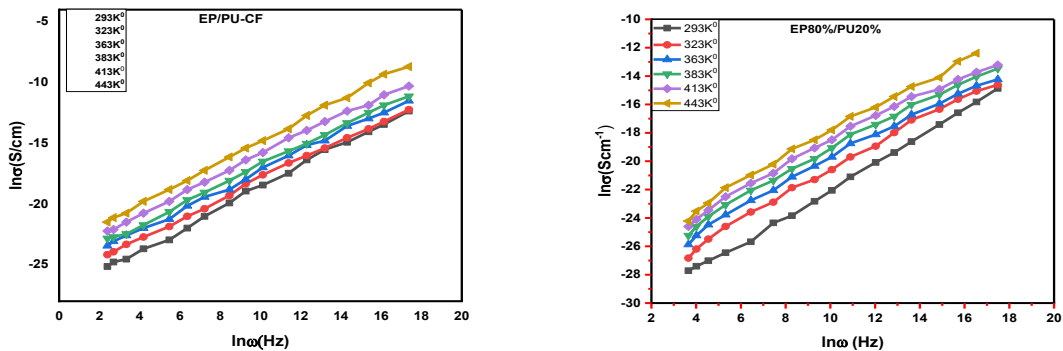 EP/PU-CF
293K⁰
323K⁰
363K⁰
383K⁰
413K⁰
443K⁰
-5
-10
-15
-20
-25
lnσ(S/cm)
0 2 4 6 8 10 12 14 16 18 20
lnω(Hz)
EP80%/PU20%
293K⁰
323K⁰
363K⁰
383K⁰
413K⁰
443K⁰
-10
-12
-14
-16
-18
-20
-22
-24
-26
-28
-30
lnσ(Scm⁻¹)
2 4 6 8 10 12 14 16 18 20
lnω (Hz)